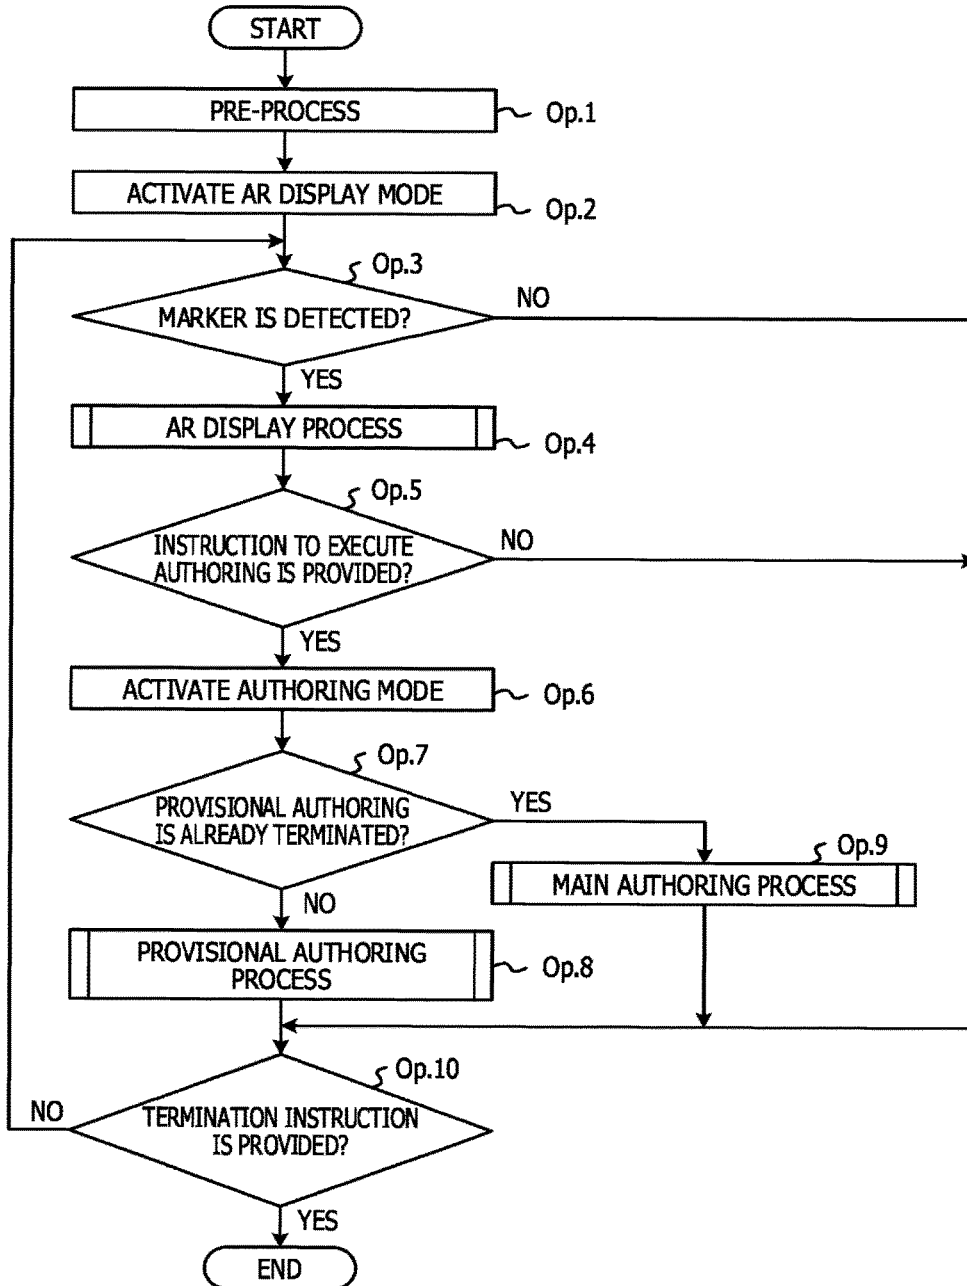 START
PRE-PROCESS
Op.1
ACTIVATE AR DISPLAY MODE
Op.2
Op.3
MARKER IS DETECTED?
NO
YES
AR DISPLAY PROCESS
Op.4
Op.5
INSTRUCTION TO EXECUTE
AUTHORING IS PROVIDED?
NO
YES
ACTIVATE AUTHORING MODE
Op.6
Op.7
PROVISIONAL AUTHORING
IS ALREADY TERMINATED?
YES
Op.9
MAIN AUTHORING PROCESS
NO
PROVISIONAL AUTHORING
PROCESS
Op.8
Op.10
TERMINATION INSTRUCTION
IS PROVIDED?
NO
YES
END